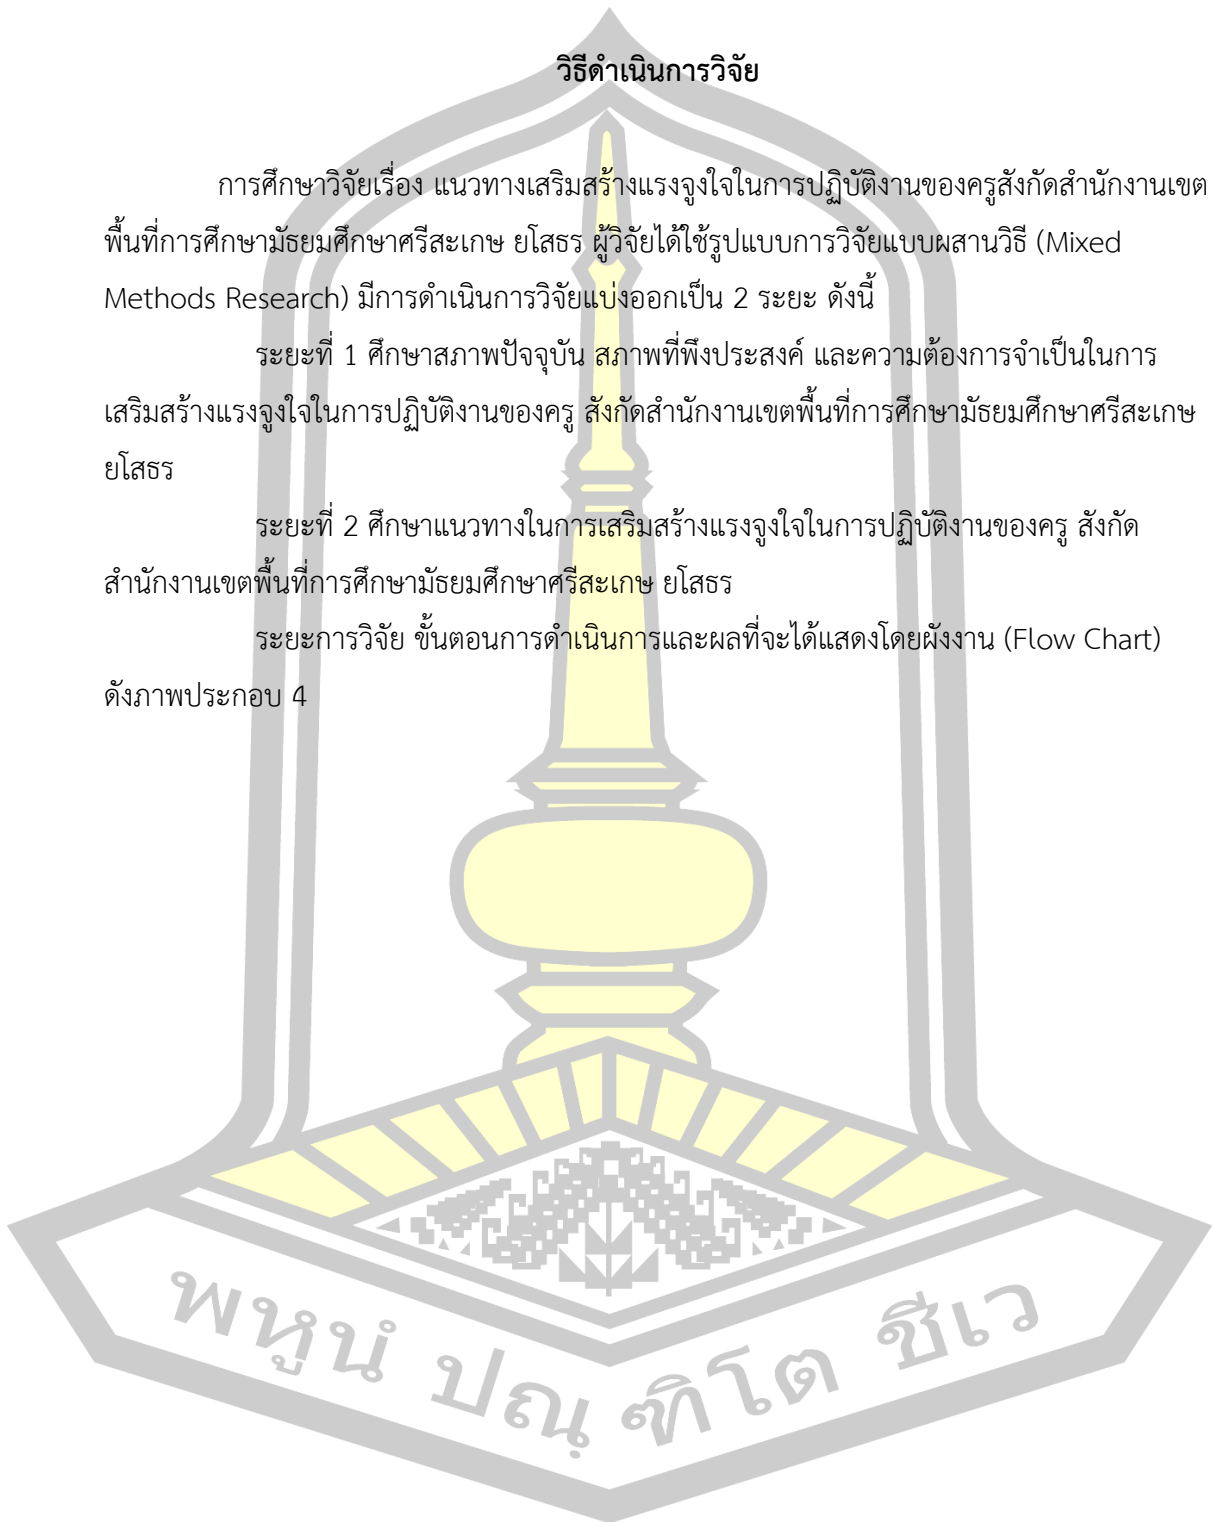 วิธีดำเนินการวิจัย
การศึกษาวิจัยเรื่อง แนวทางเสริมสร้างแรงจูงใจในการปฏิบัติงานของครูสังกัดสำนักงานเขต
พื้นที่การศึกษามัธยมศึกษาศรีสะเกษ ยโสธร ผู้วิจัยได้ใช้รูปแบบการวิจัยแบบผสานวิธี (Mixed
Methods Research) มีการดำเนินการวิจัยแบ่งออกเป็น 2 ระยะ ดังนี้
ระยะที่ 1 ศึกษาสภาพปัจจุบัน สภาพที่พึงประสงค์ และความต้องการจำเป็นในการ
เสริมสร้างแรงจูงใจในการปฏิบัติงานของครู สังกัดสำนักงานเขตพื้นที่การศึกษามัธยมศึกษาศรีสะเกษ
ยโสธร
ระยะที่ 2 ศึกษาแนวทางในการเสริมสร้างแรงจูงใจในการปฏิบัติงานของครู สังกัด
สำนักงานเขตพื้นที่การศึกษามัธยมศึกษาศรีสะเกษ ยโสธร
ระยะการวิจัย ขั้นตอนการดำเนินการและผลที่จะได้แสดงโดยผังงาน (Flow Chart)
ดังภาพประกอบ 4
พหูนํ ปณฺฑิโต ชีเว